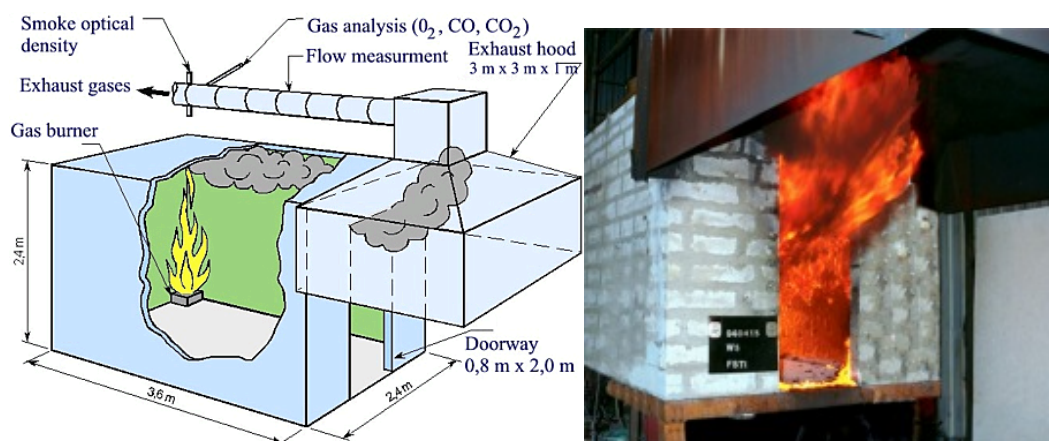 Smoke optical
density
Gas analysis (0₂, CO, CO₂)
Flow measurment
Exhaust hood
3 m x 3 m x 1 m
Exhaust gases
Gas burner
2,4 m
3,6 m
2,4 m
Doorway
0,8 m x 2,0 m